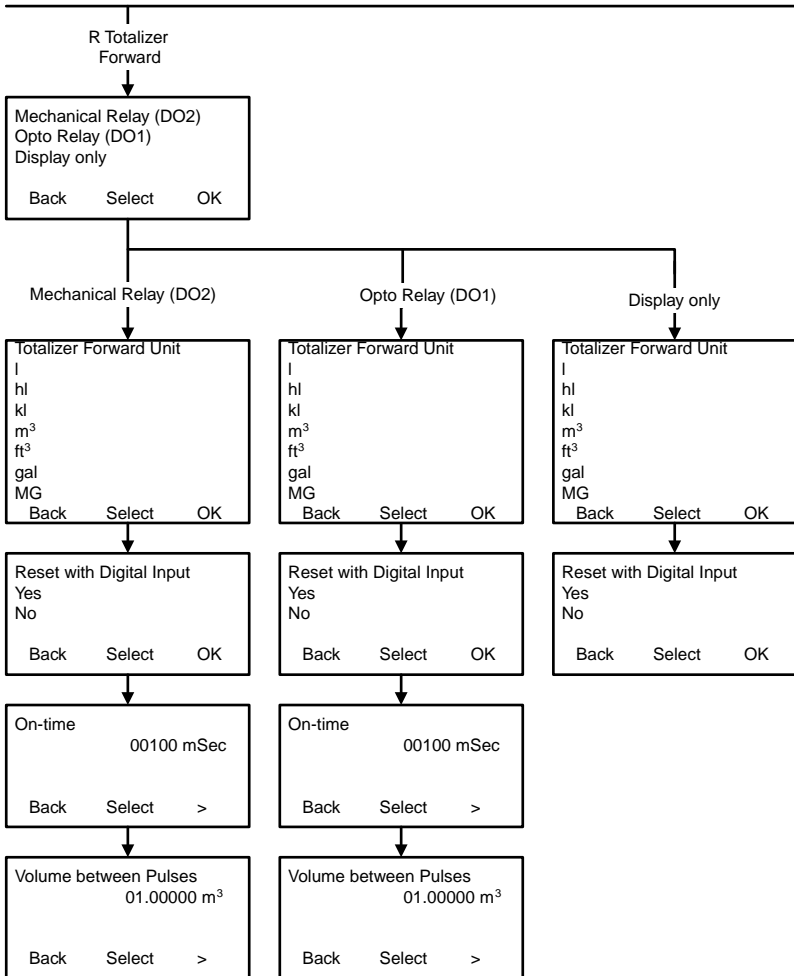 R Totalizer
Forward
Mechanical Relay (DO2)
Opto Relay (DO1)
Display only
Back Select OK
Mechanical Relay (DO2)
Opto Relay (DO1)
Display only
Totalizer Forward Unit
l
hl
kl
m³
ft³
gal
MG
Back Select OK
Totalizer Forward Unit
l
hl
kl
m³
ft³
gal
MG
Back Select OK
Totalizer Forward Unit
l
hl
kl
m³
ft³
gal
MG
Back Select OK
Reset with Digital Input
Yes
No
Back Select OK
Reset with Digital Input
Yes
No
Back Select OK
Reset with Digital Input
Yes
No
Back Select OK
On-time
00100 mSec
Back Select >
On-time
00100 mSec
Back Select >
Volume between Pulses
01.00000 m³
Back Select >
Volume between Pulses
01.00000 m³
Back Select >